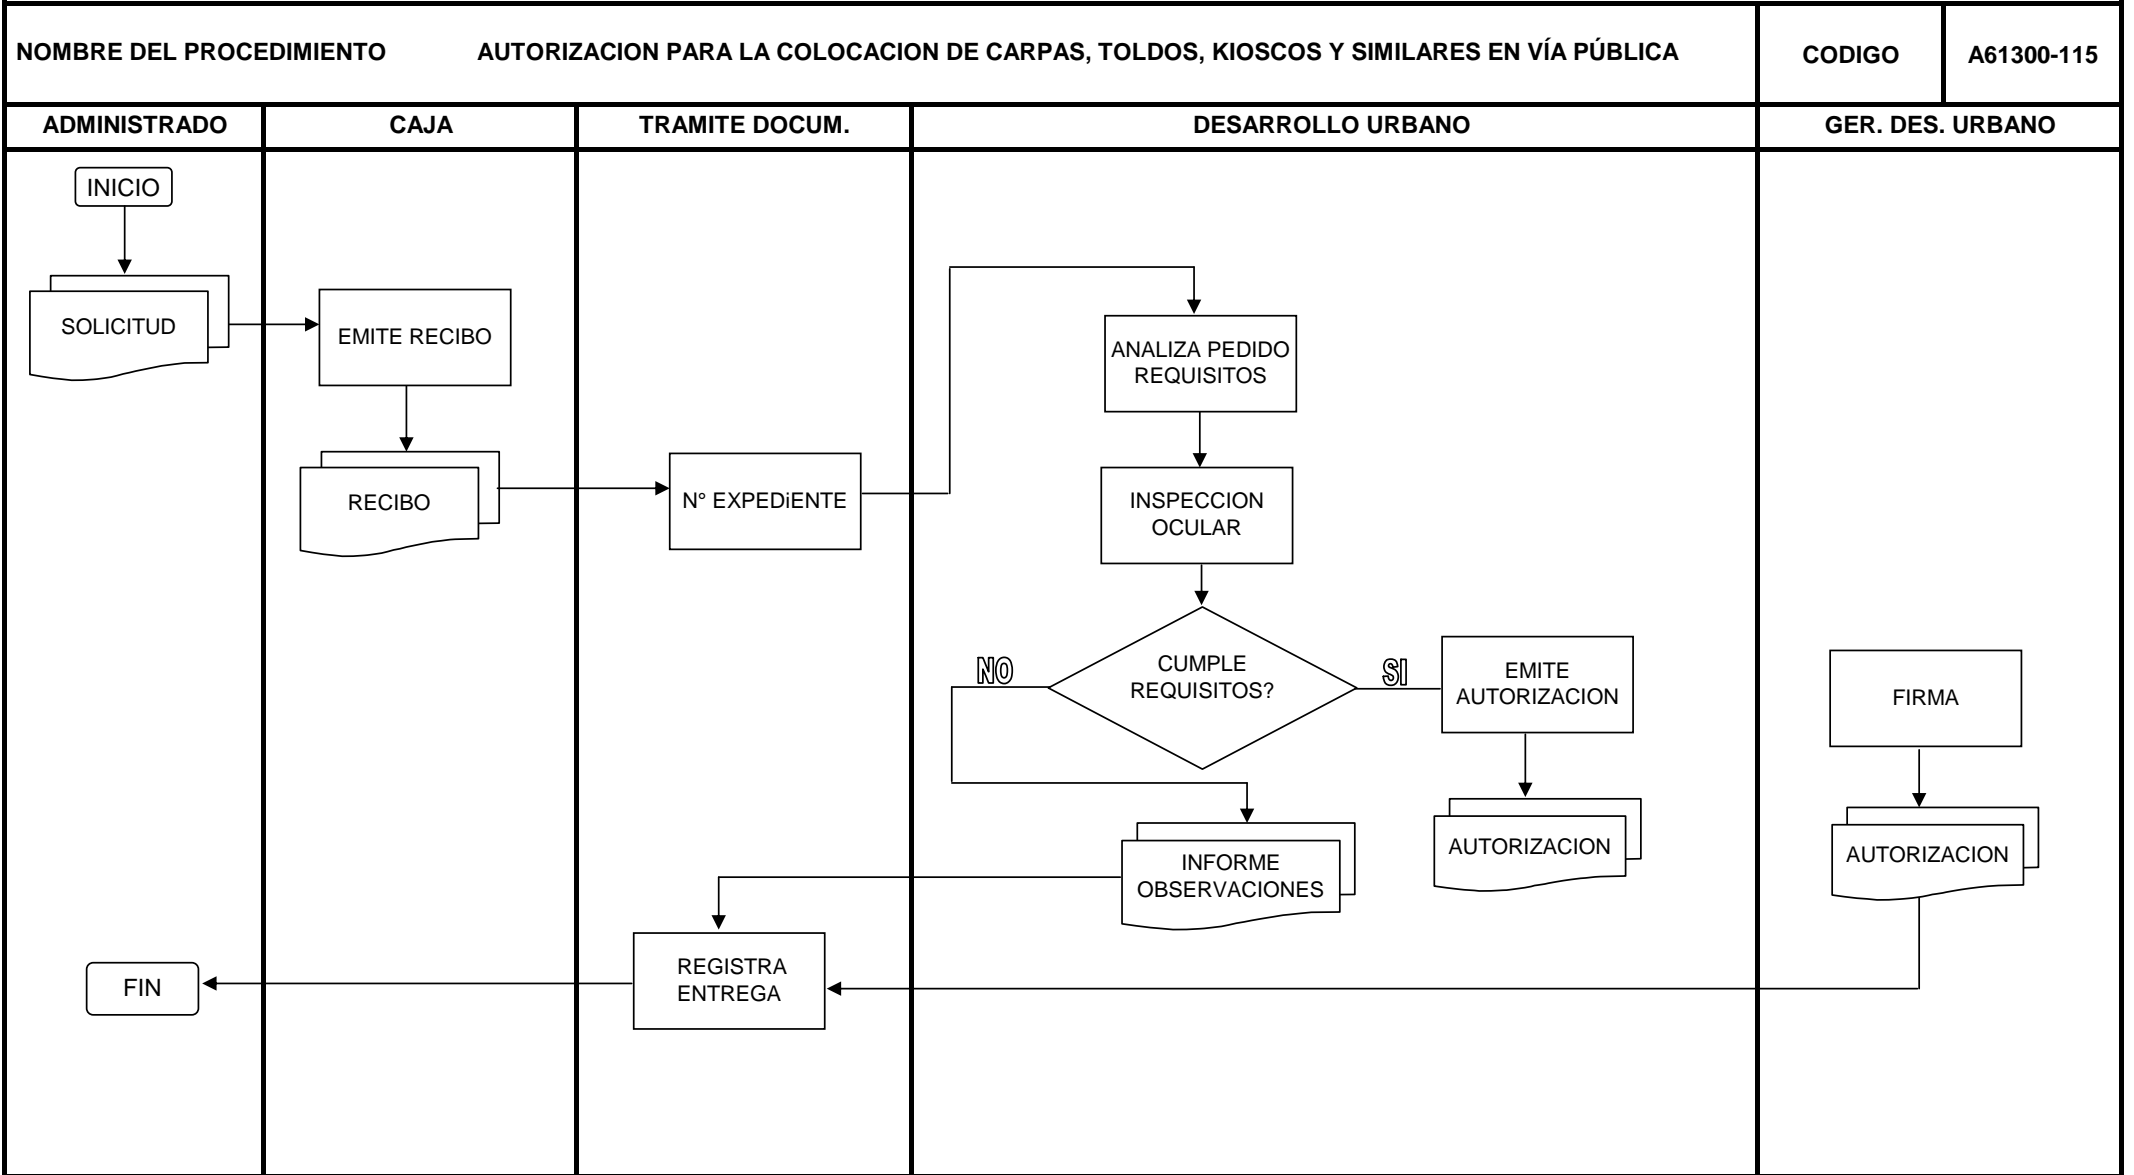 NOMBRE DEL PROCEDIMIENTO AUTORIZACION PARA LA COLOCACION DE CARPAS, TOLDOS, KIOSCOS Y SIMILARES EN VÍA PÚBLICA CODIGO A61300-115
ADMINISTRADO CAJA TRAMITE DOCUM. DESARROLLO URBANO GER. DES. URBANO
INICIO
SOLICITUD
EMITE RECIBO
RECIBO
N° EXPEDiENTE
ANALIZA PEDIDO
REQUISITOS
INSPECCION
OCULAR
CUMPLE
REQUISITOS?
NO
SI
EMITE
AUTORIZACION
AUTORIZACION
FIRMA
AUTORIZACION
INFORME
OBSERVACIONES
REGISTRA
ENTREGA
FIN